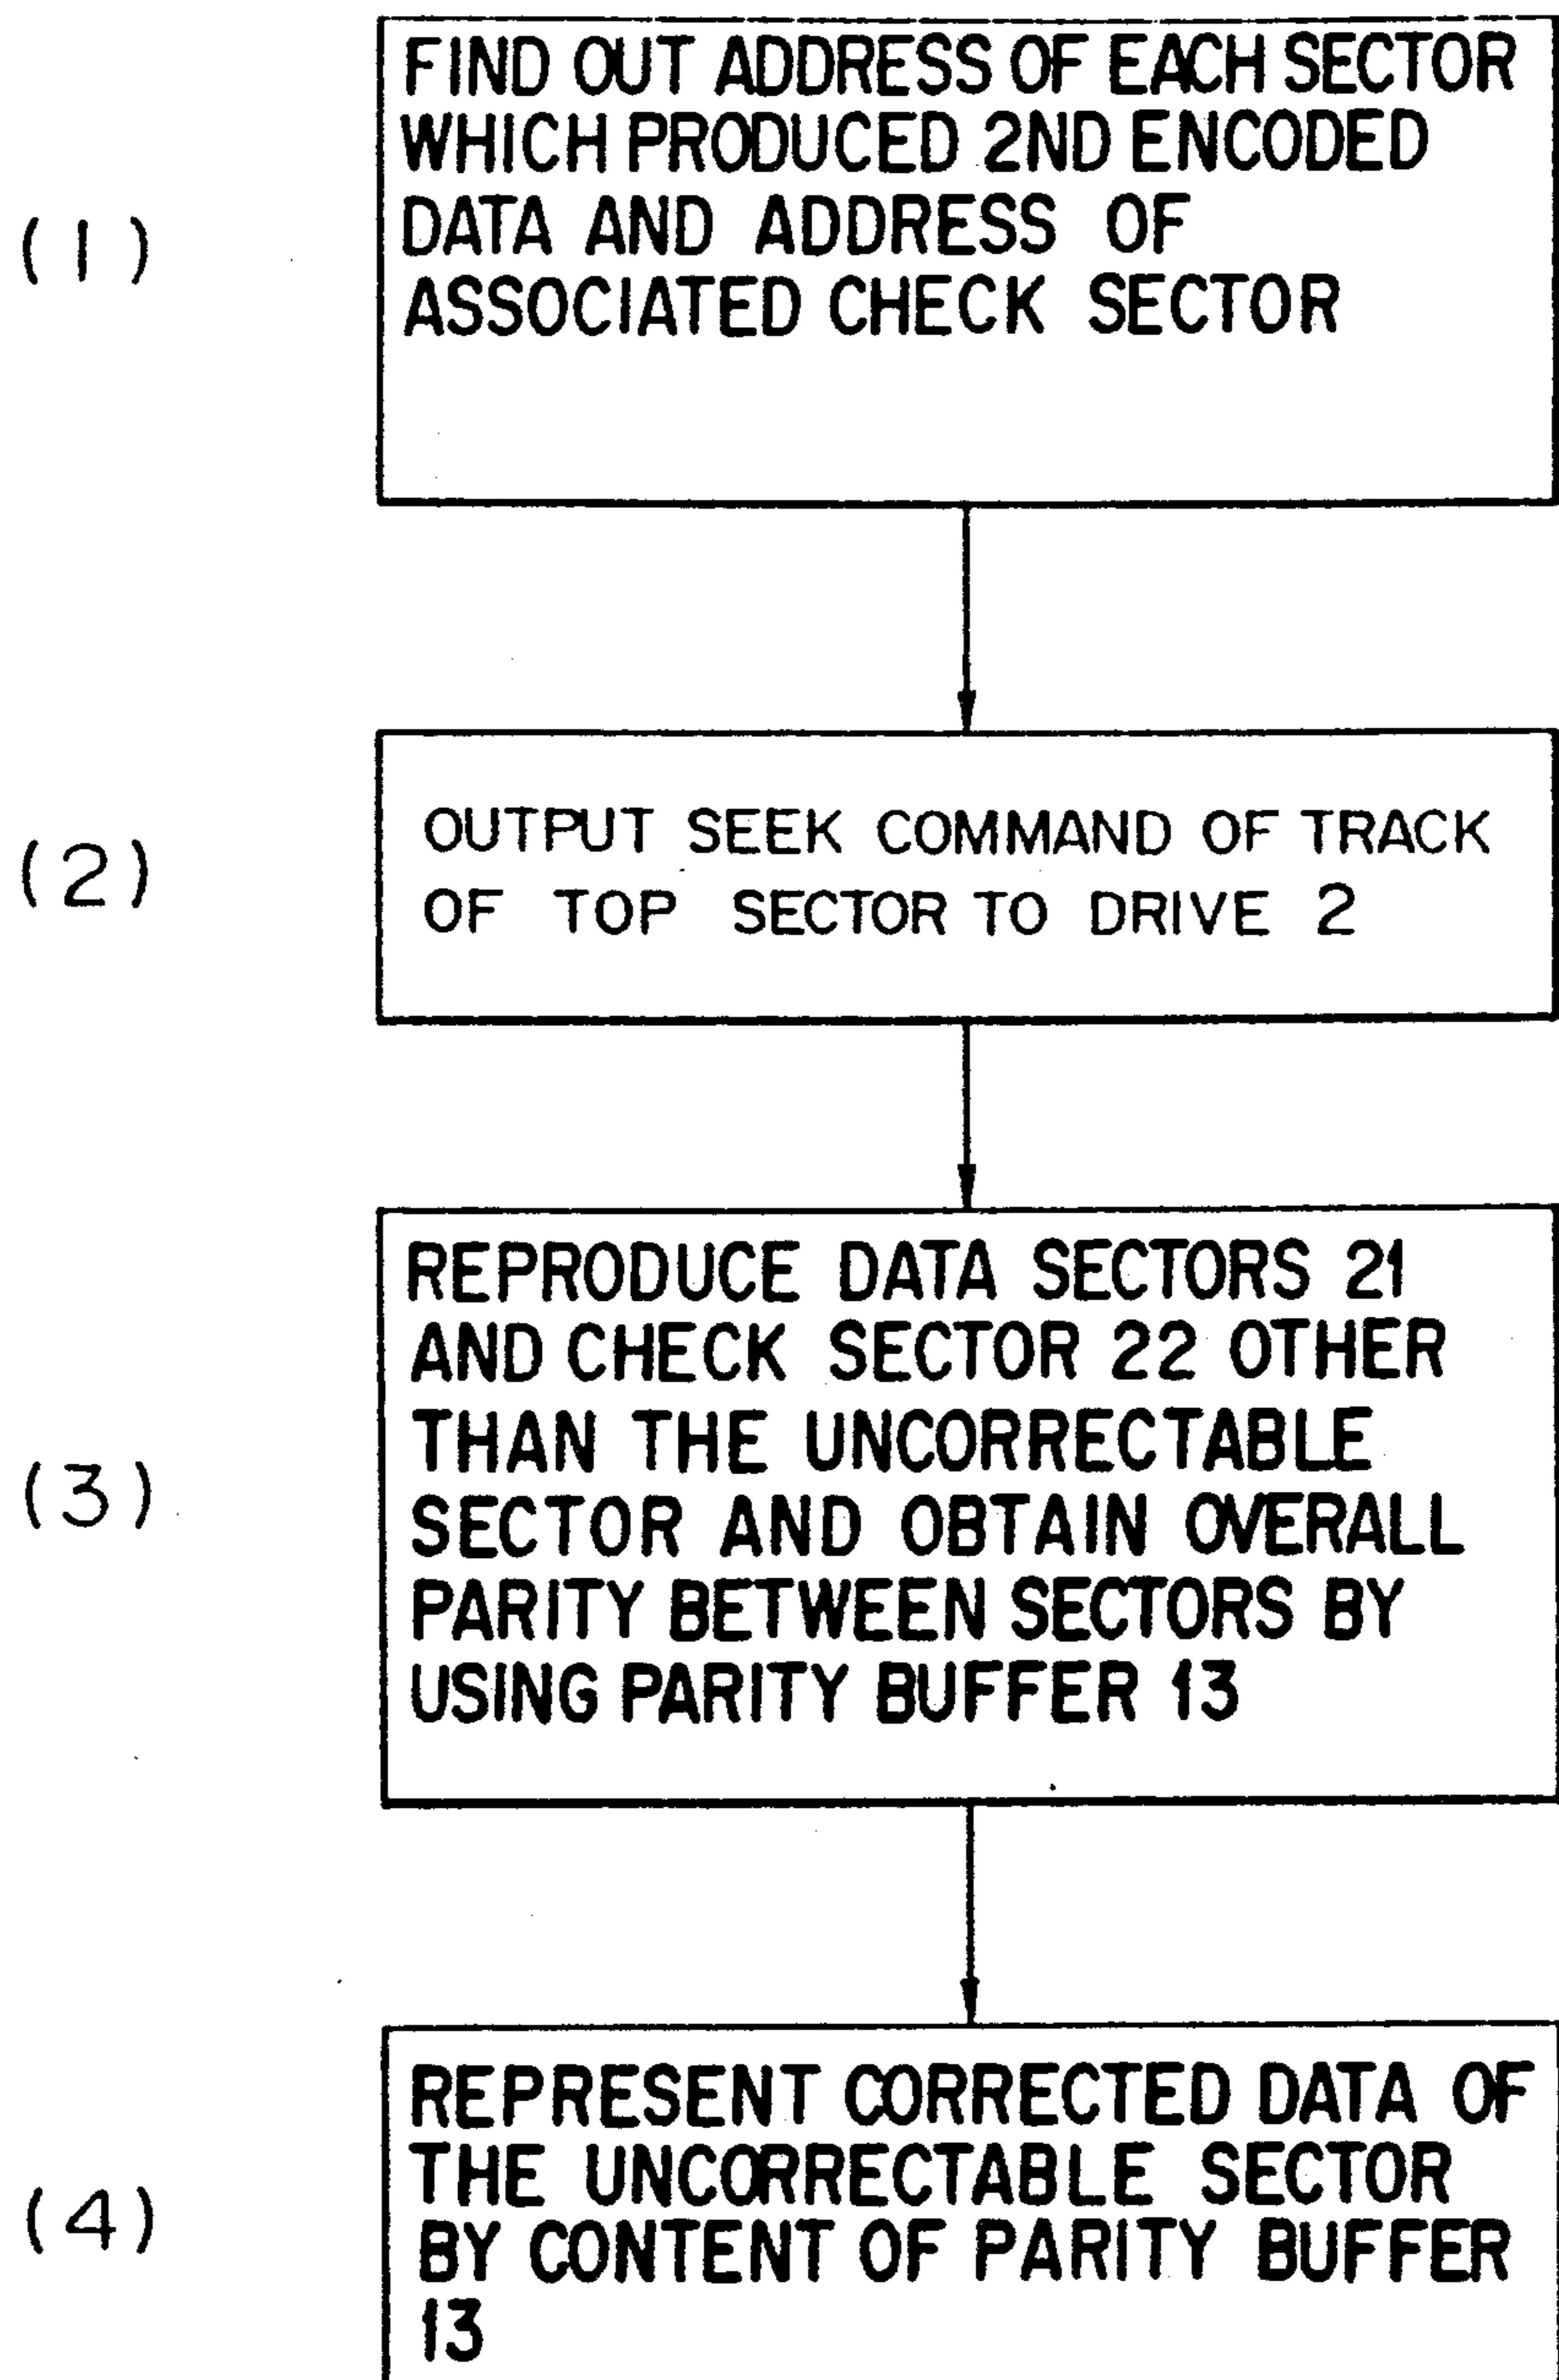 (1)
FIND OUT ADDRESS OF EACH SECTOR
WHICH PRODUCED 2ND ENCODED
DATA AND ADDRESS OF
ASSOCIATED CHECK SECTOR
(2)
OUTPUT SEEK COMMAND OF TRACK
OF TOP SECTOR TO DRIVE 2
(3)
REPRODUCE DATA SECTORS 21
AND CHECK SECTOR 22 OTHER
THAN THE UNCORRECTABLE
SECTOR AND OBTAIN OVERALL
PARITY BETWEEN SECTORS BY
USING PARITY BUFFER 13
(4)
REPRESENT CORRECTED DATA OF
THE UNCORRECTABLE SECTOR
BY CONTENT OF PARITY BUFFER
13